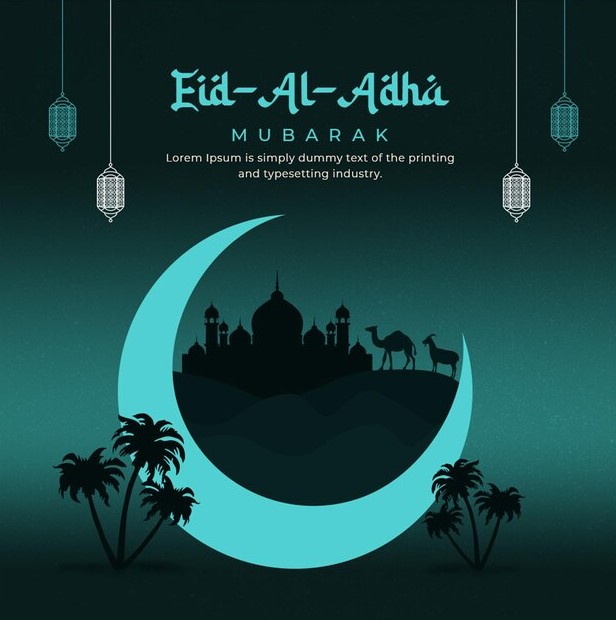 Eid-Al-Adha
MUBARAK
Lorem Ipsum is simply dummy text of the printing
and typesetting industry.